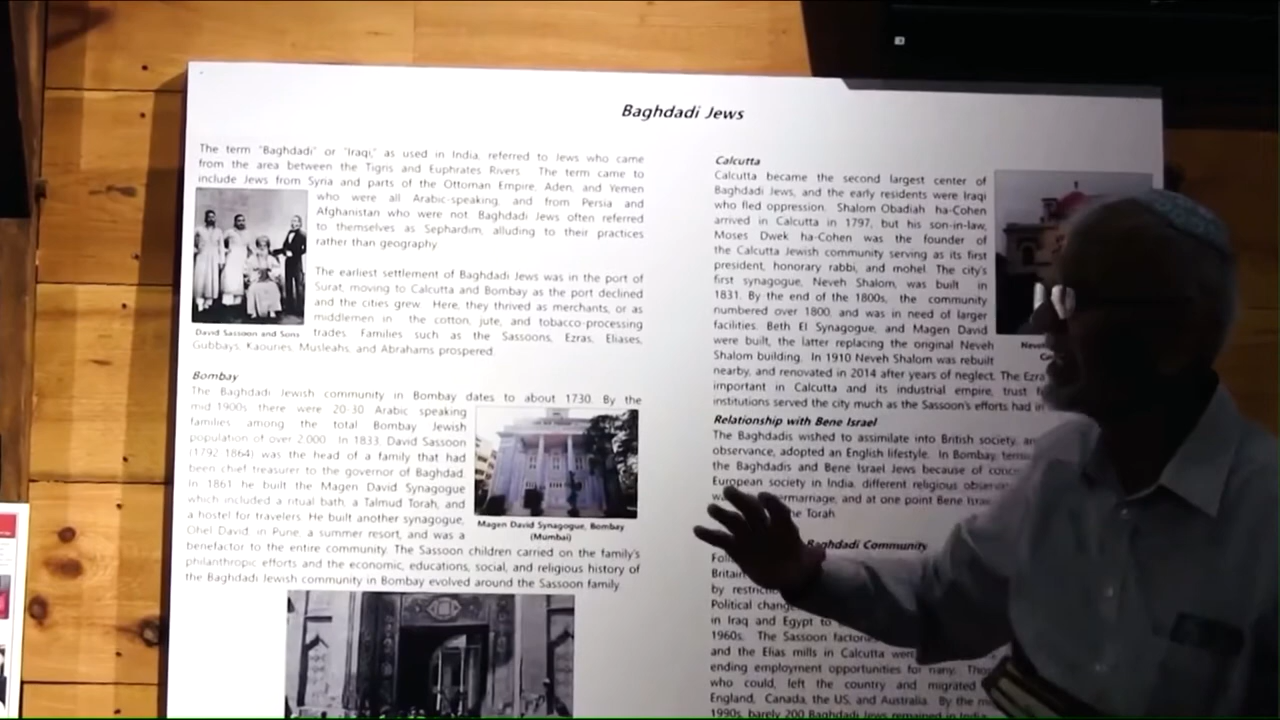 Baghdadi Jews
The term "Baghdadi" or "Iraqi," as used in India, referred to Jews who came
from the area between the Tigris and Euphrates Rivers. The term came to
include Jews from Syria and parts of the Ottoman Empire, Aden, and Yemen
who were all Arabic-speaking, and from Persia and
Afghanistan who were not. Baghdadi Jews often referred
to themselves as Sephardim, alluding to their practices
rather than geography.
The earliest settlement of Baghdadi Jews was in the port of
Surat, moving to Calcutta and Bombay as the port declined
and the cities grew. Here, they thrived as merchants, or as
middlemen in the cotton, jute, and tobacco-processing
David Sassoon and Sons
trades. Families such as the Sassoons, Ezras, Eliases,
Gubbays, Kaouries, Musleahs, and Abrahams prospered.
Bombay
The Baghdadi Jewish community in Bombay dates to about 1730. By the
mid-1900s there were 20-30 Arabic speaking
families among the total Bombay Jewish
population of over 2,000. In 1833, David Sassoon
(1792-1864) was the head of a family that had
been chief treasurer to the governor of Baghdad.
In 1861 he built the Magen David Synagogue
which included a ritual bath, a Talmud Torah, and
a hostel for travelers. He built another synagogue,
Ohel David, in Pune, a summer resort, and was a
Magen David Synagogue, Bombay
(Mumbai)
benefactor to the entire community. The Sassoon children carried on the family's
philanthropic efforts and the economic, educations, social, and religious history of
the Baghdadi Jewish community in Bombay evolved around the Sassoon family.
Calcutta
Calcutta became the second largest center of
Baghdadi Jews, and the early residents were Iraqi
who fled oppression. Shalom Obadiah ha-Cohen
arrived in Calcutta in 1797, but his son-in-law,
Moses Dwek ha-Cohen was the founder of
the Calcutta Jewish community serving as its first
president, honorary rabbi, and mohel. The city's
first synagogue, Neveh Shalom, was built in
1831. By the end of the 1800s, the community
numbered over 1800, and was in need of larger
facilities. Beth El Synagogue, and Magen David
were built, the latter replacing the original Neveh
Shalom building. In 1910 Neveh Shalom was rebuilt
nearby, and renovated in 2014 after years of neglect. The Ezra
important in Calcutta and its industrial empire, trust
institutions served the city much as the Sassoon's efforts had in
Relationship with Bene Israel
The Baghdadis wished to assimilate into British society, an
observance, adopted an English lifestyle. In Bombay,
the Baghdadis and Bene Israel Jews because of
European society in India, different religious
and at one point Bene
Torah.
Baghdadi Community
Britain
by
Political
in Iraq and Egypt to
1960s. The Sassoon
and the Elias mills in Calcutta
ending employment opportunities for many.
who could, left the country and migrated
England, Canada, the US, and Australia. By the
1990s, barely 200 Baghdadi Jews remained in India